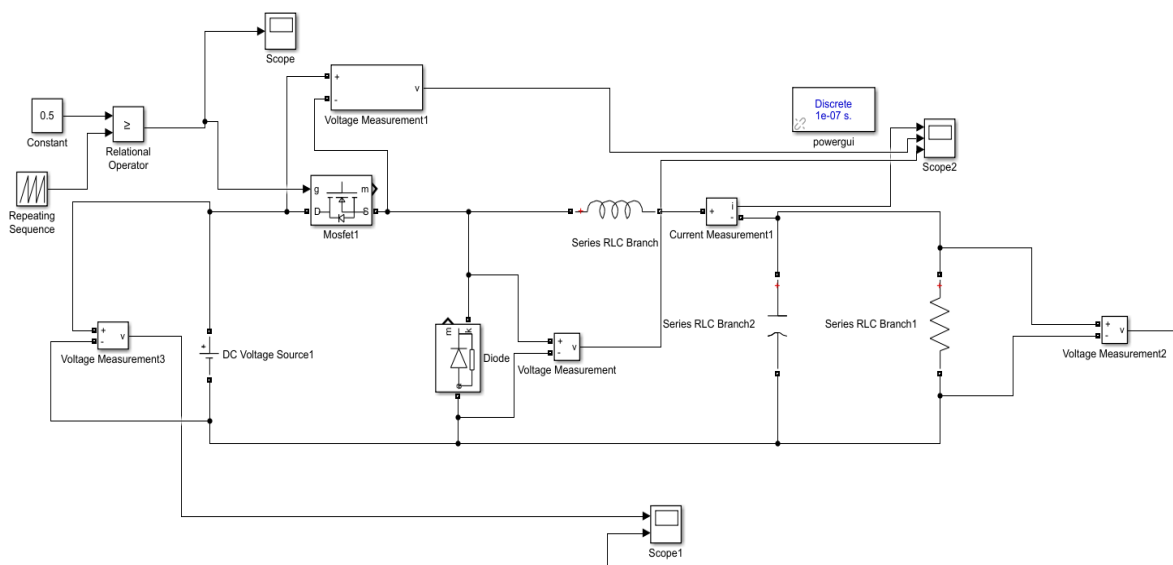 Scope
+
-
v
Voltage Measurement1
Discrete
1e-07 s.
powergui
Scope2
0.5
Constant
≥
Relational
Operator
Repeating
Sequence
g
m
D
S
Mosfet1
+
Series RLC Branch
+
i
-
Current Measurement1
+
-
v
Voltage Measurement3
+
DC Voltage Source1
m
k
a
Diode
+
-
v
Voltage Measurement
+
Series RLC Branch2
+
Series RLC Branch1
+
-
v
Voltage Measurement2
Scope1